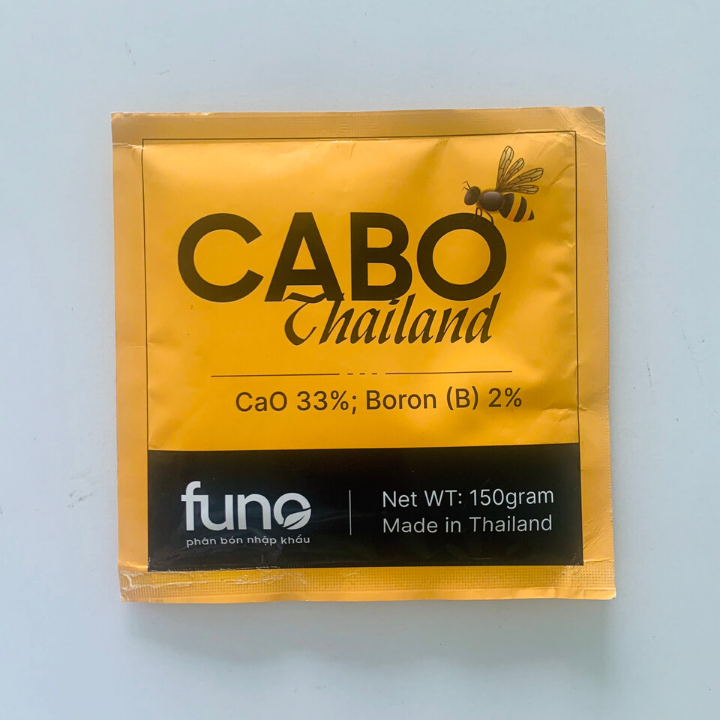 CABO
Thailand
CaO 33%; Boron (B) 2%
funo
phân bón nhập khẩu
Net WT: 150gram
Made in Thailand